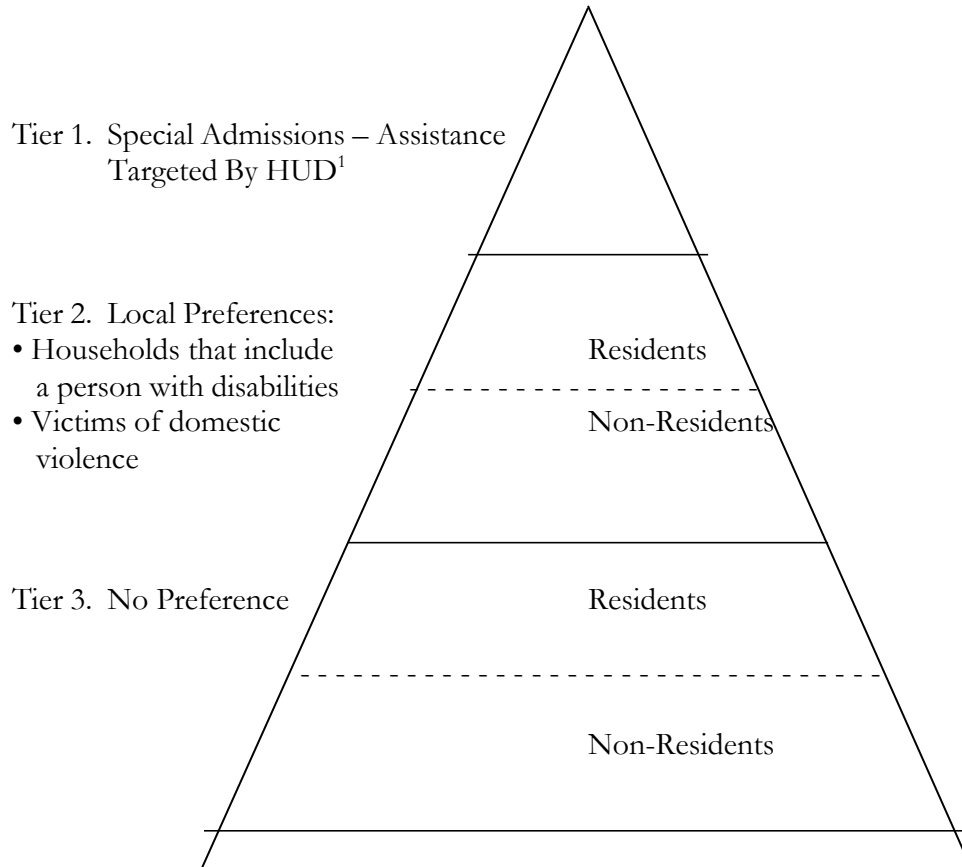 Tier 1. Special Admissions – Assistance
Targeted By HUD¹
Tier 2. Local Preferences:
• Households that include
a person with disabilities
• Victims of domestic
violence
Residents
Non-Residents
Tier 3. No Preference
Residents
Non-Residents